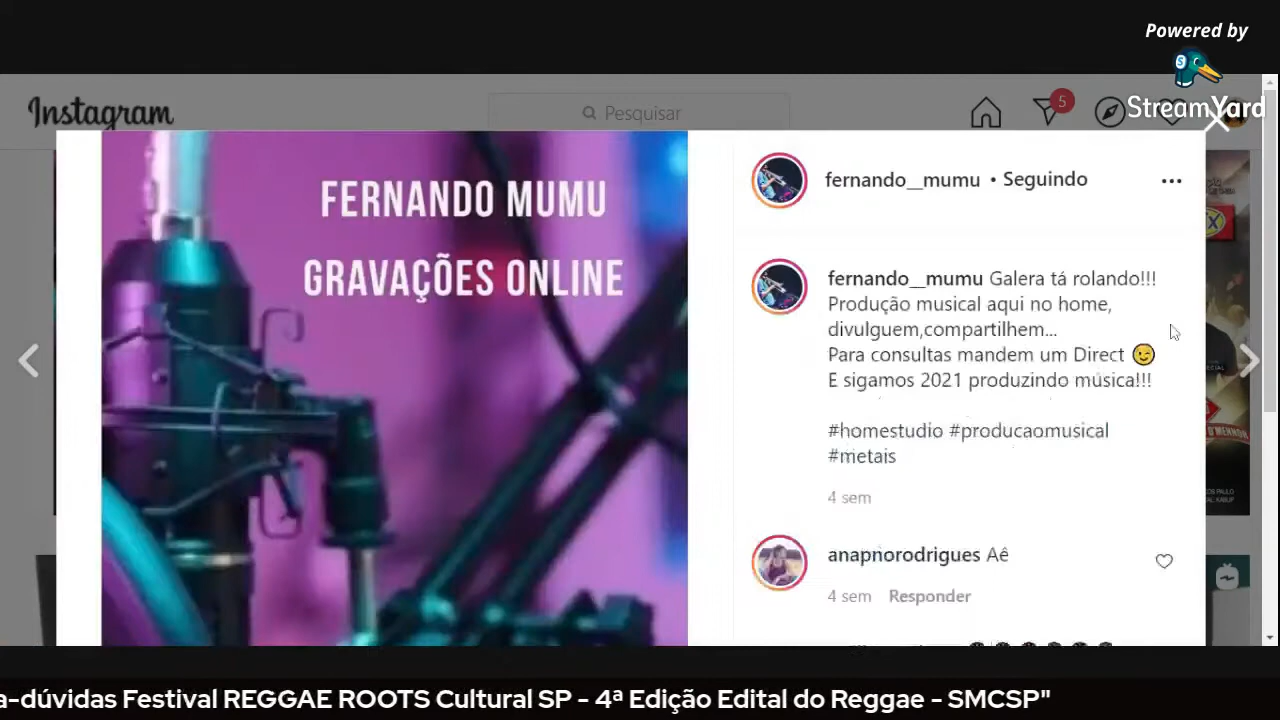 Powered by
StreamYard
Instagram
Pesquisar
5
FERNANDO MUMU
GRAVAÇÕES ONLINE
fernando__mumu • Seguindo
fernando__mumu Galera tá rolando!!!
Produção musical aqui no home,
divulguem,compartilhem...
Para consultas mandem um Direct 😉
E sigamos 2021 produzindo música!!!
#homestudio #producaomusical
#metais
4 sem
anapnorodrigues Aê
4 sem Responder
a-dúvidas Festival REGGAE ROOTS Cultural SP - 4ª Edição Edital do Reggae - SMCSP"